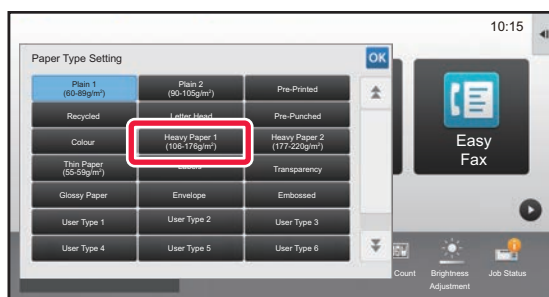 10:15
Paper Type Setting
OK
Plain 1
(60-89g/m²)
Plain 2
(90-105g/m²)
Pre-Printed
Recycled
Letter Head
Pre-Punched
Colour
Heavy Paper 1
(106-176g/m²)
Heavy Paper 2
(177-220g/m²)
Thin Paper
(55-59g/m²)
Labels
Transparency
Glossy Paper
Envelope
Embossed
User Type 1
User Type 2
User Type 3
User Type 4
User Type 5
User Type 6
Easy
Fax
Count
Brightness
Adjustment
Job Status